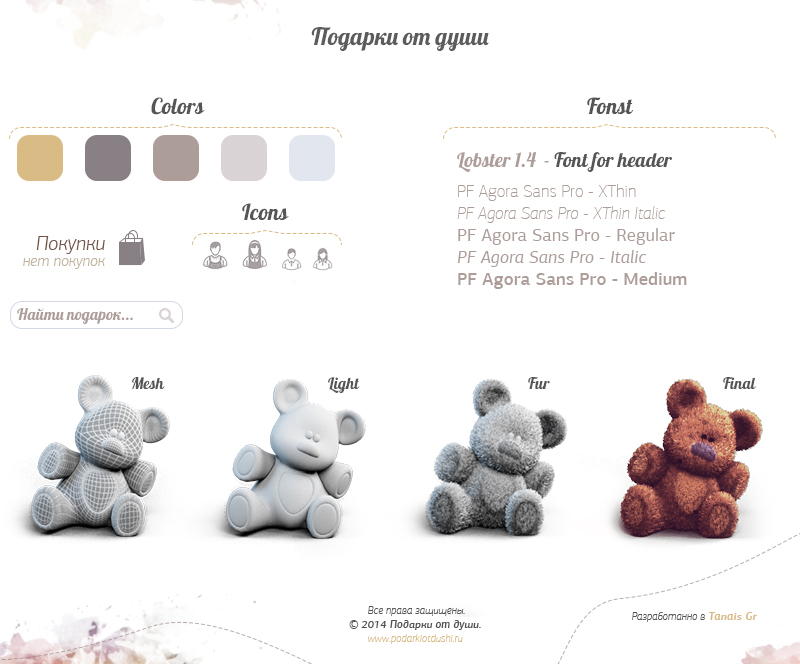 Подарки от души
Colors
Fonst
Lobster 1.4 - Font for header
PF Agora Sans Pro - XThin
PF Agora Sans Pro - XThin Italic
PF Agora Sans Pro - Regular
PF Agora Sans Pro - Italic
PF Agora Sans Pro - Medium
Icons
Покупки
нет покупок
Найти подарок...
Mesh
Light
Fur
Final
Все права защищены.
© 2014 Подарки от души.
www.podarkiotdushi.ru
Разработанно в Tanais Gr